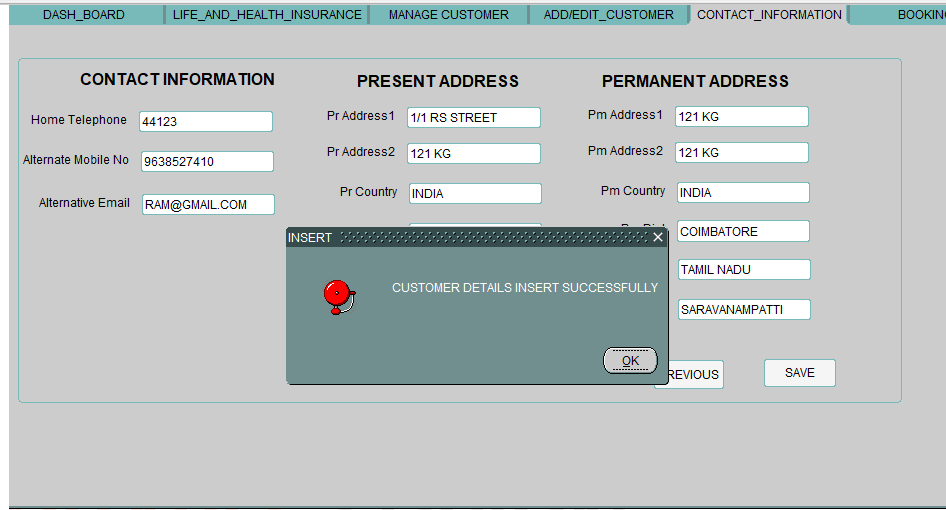 DASH_BOARD LIFE_AND_HEALTH_INSURANCE MANAGE CUSTOMER ADD/EDIT_CUSTOMER CONTACT_INFORMATION
CONTACT INFORMATION PRESENT ADDRESS PERMANENT ADDRESS
Home Telephone 44123 Pr Address1 1/1 RS STREET Pm Address1 121 KG
Alternate Mobile No 9638527410 Pr Address2 121 KG Pm Address2 121 KG
Alternative Email RAM@GMAIL.COM Pr Country INDIA Pm Country INDIA
COIMBATORE
INSERT
TAMIL NADU
CUSTOMER DETAILS INSERT SUCCESSFULLY
SARAVANAMPATTI
OK
SAVE